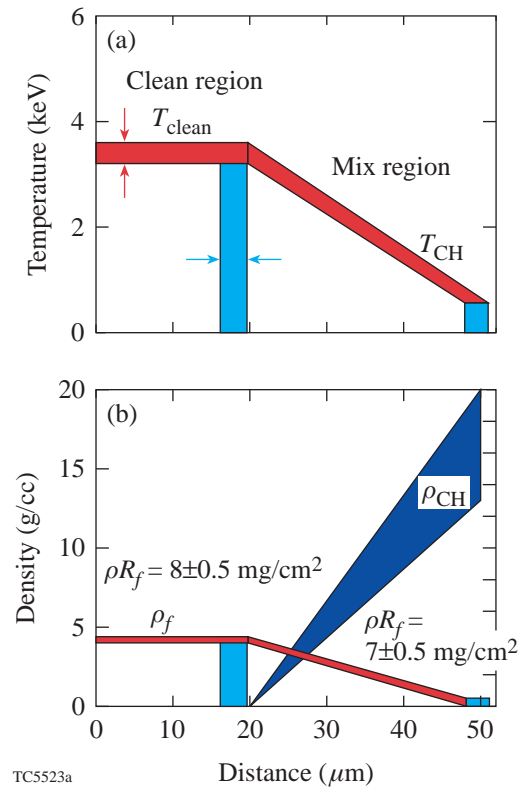 (a)
Clean region
T_clean
Mix region
T_CH
Temperature (keV)
6
4
2
0
(b)
ρ_CH
ρR_f = 8±0.5 mg/cm²
ρ_f
ρR_f =
7±0.5 mg/cm²
Density (g/cc)
20
15
10
5
0
0 10 20 30 40 50
Distance (μm)
TC5523a